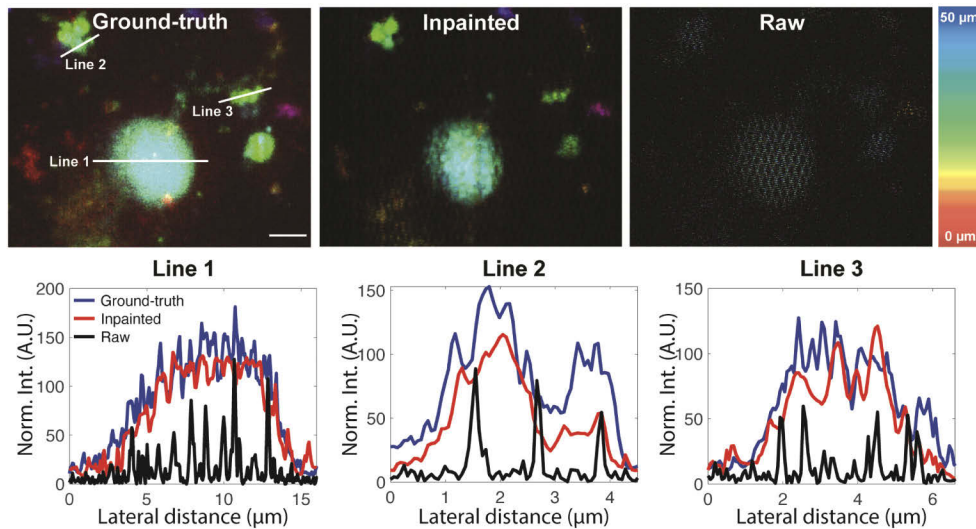 Ground-truth
Inpainted
Raw
50 µm
Line 2
Line 3
Line 1
0 µm
Line 1
Line 2
Line 3
200
150
100
50
0
Norm. Int. (A.U.)
Ground-truth
Inpainted
Raw
0
5
10
15
Lateral distance (µm)
150
100
50
0
Norm. Int. (A.U.)
0
1
2
3
4
Lateral distance (µm)
150
100
50
0
Norm. Int. (A.U.)
0
2
4
6
Lateral distance (µm)